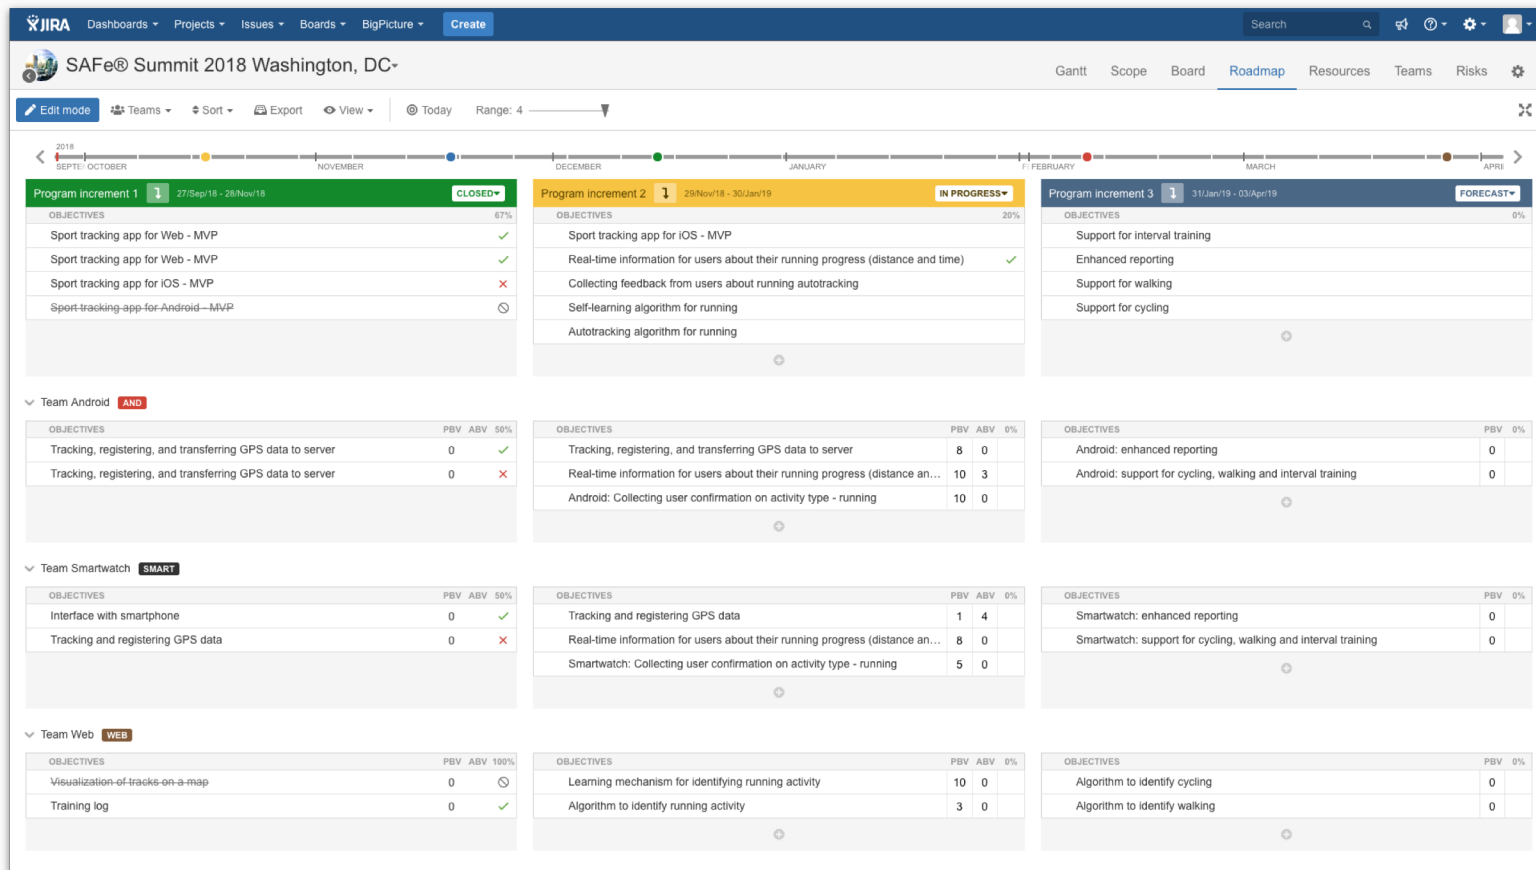 JIRA Dashboards Projects Issues Boards BigPicture Create Search
SAFe® Summit 2018 Washington, DC
Gantt Scope Board Roadmap Resources Teams Risks
Edit mode Teams Sort Export View Today Range: 4
2018
OCTOBER NOVEMBER DECEMBER JANUARY FEBRUARY MARCH
Program increment 1 27/Sep/18 - 28/Nov/18 CLOSED
OBJECTIVES 67%
Sport tracking app for Web - MVP
Sport tracking app for Web - MVP
Sport tracking app for iOS - MVP
Sport tracking app for Android - MVP
Program increment 2 29/Nov/18 - 30/Jan/19 IN PROGRESS
OBJECTIVES 20%
Sport tracking app for iOS - MVP
Real-time information for users about their running progress (distance and time)
Collecting feedback from users about running autotracking
Self-learning algorithm for running
Autotracking algorithm for running
Program increment 3 31/Jan/19 - 03/Apr/19 FORECAST
OBJECTIVES 0%
Support for interval training
Enhanced reporting
Support for walking
Support for cycling
Team Android AND
OBJECTIVES PBV ABV 50%
Tracking, registering, and transferring GPS data to server 0
Tracking, registering, and transferring GPS data to server 0
OBJECTIVES PBV ABV 0%
Tracking, registering, and transferring GPS data to server 8 0
Real-time information for users about their running progress (distance an... 10 3
Android: Collecting user confirmation on activity type - running 10 0
OBJECTIVES PBV 0%
Android: enhanced reporting 0
Android: support for cycling, walking and interval training 0
Team Smartwatch SMART
OBJECTIVES PBV ABV 50%
Interface with smartphone 0
Tracking and registering GPS data 0
OBJECTIVES PBV ABV 0%
Tracking and registering GPS data 1 4
Real-time information for users about their running progress (distance an... 8 0
Smartwatch: Collecting user confirmation on activity type - running 5 0
OBJECTIVES PBV 0%
Smartwatch: enhanced reporting 0
Smartwatch: support for cycling, walking and interval training 0
Team Web WEB
OBJECTIVES PBV ABV 100%
Visualization of tracks on a map 0
Training log 0
OBJECTIVES PBV ABV 0%
Learning mechanism for identifying running activity 10 0
Algorithm to identify running activity 3 0
OBJECTIVES PBV 0%
Algorithm to identify cycling 0
Algorithm to identify walking 0